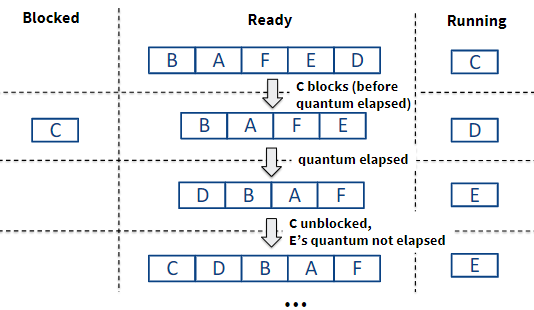 Blocked Ready Running
B A F E D C
C blocks (before
quantum elapsed)
C B A F E D
quantum elapsed
D B A F E
C unblocked,
E's quantum not elapsed
C D B A F E
...